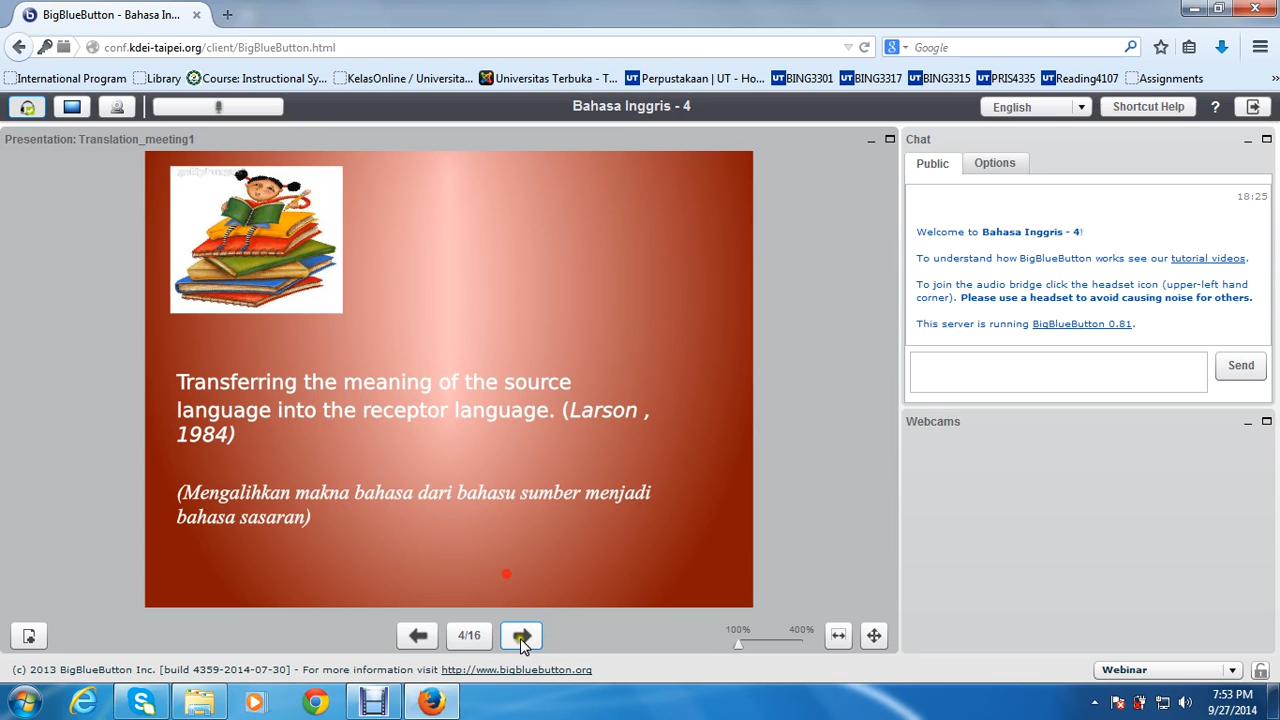 BigBlueButton - Bahasa In...
conf.kdei-taipei.org/client/BigBlueButton.html
Google
International Program
Library
Course: Instructional Sy...
KelasOnline / Universita...
Universitas Terbuka - T...
Perpustakaan | UT - Ho...
BING3301
BING3317
BING3315
PRIS4335
Reading4107
Assignments
Bahasa Inggris - 4
English
Shortcut Help
?
Presentation: Translation_meeting1
Transferring the meaning of the source
language into the receptor language. (Larson ,
1984)
(Mengalihkan makna bahasa dari bahasu sumber menjadi
bahasa sasaran)
4/16
100%
400%
Chat
Public
Options
18:25
Welcome to Bahasa Inggris - 4!
To understand how BigBlueButton works see our tutorial videos.
To join the audio bridge click the headset icon (upper-left hand
corner). Please use a headset to avoid causing noise for others.
This server is running BigBlueButton 0.81.
Send
Webcams
(c) 2013 BigBlueButton Inc. [build 4359-2014-07-30] - For more information visit http://www.bigbluebutton.org
Webinar
7:53 PM
9/27/2014